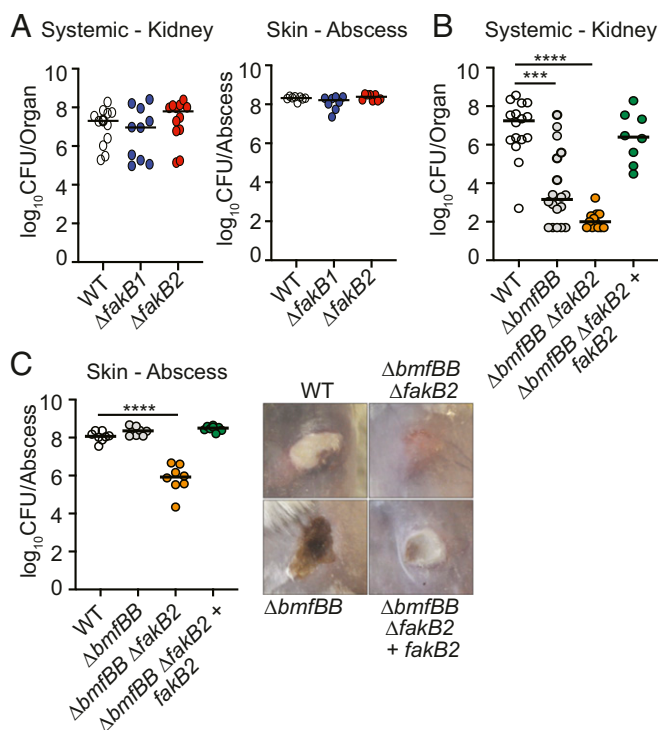 A
Systemic - Kidney
log10CFU/Organ
10
8
6
4
2
0
WT
ΔfakB1
ΔfakB2
Skin - Abscess
log10CFU/Abscess
10
8
6
4
2
0
WT
ΔfakB1
ΔfakB2
B
Systemic - Kidney
****
***
log10CFU/Organ
10
8
6
4
2
0
WT
ΔbmfBB
ΔbmfBB ΔfakB2
ΔbmfBB ΔfakB2 +
fakB2
C
Skin - Abscess
****
log10CFU/Abscess
10
8
6
4
2
0
WT
ΔbmfBB
ΔbmfBB ΔfakB2
ΔbmfBB ΔfakB2 +
fakB2
WT
ΔbmfBB
ΔfakB2
ΔbmfBB
ΔbmfBB
ΔfakB2
+ fakB2